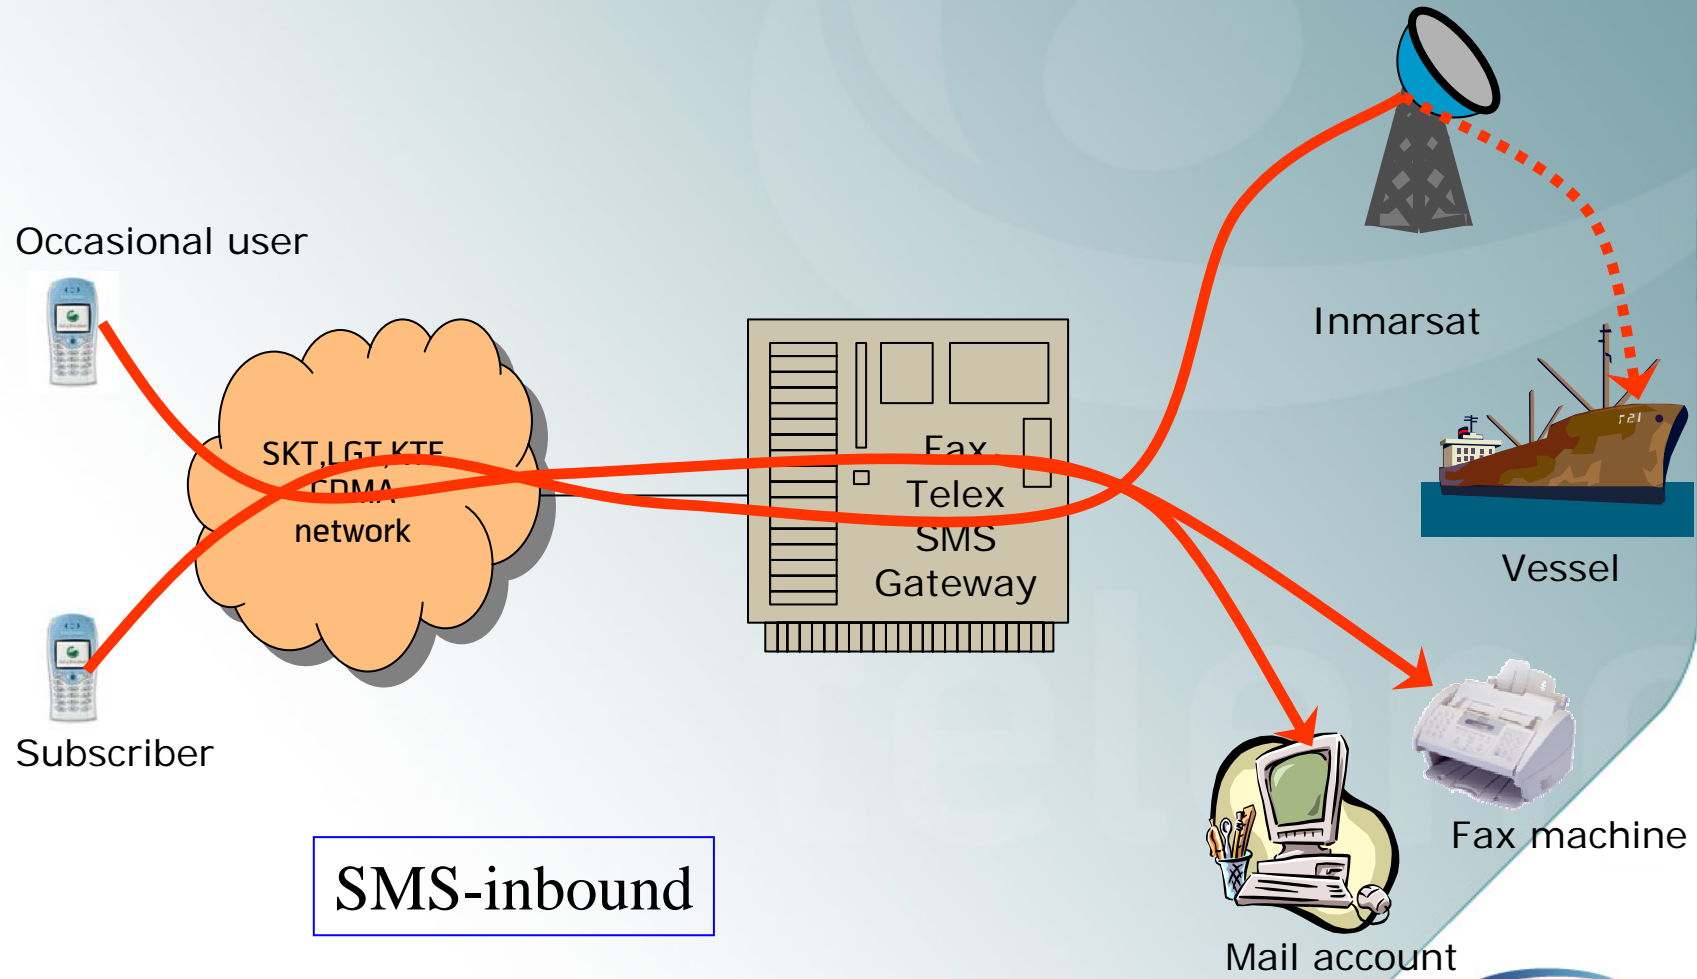 Occasional user
Inmarsat
SKT,LGT,KTF
CDMA
network
Fax
Telex
SMS
Gateway
Vessel
Subscriber
Fax machine
SMS-inbound
Mail account